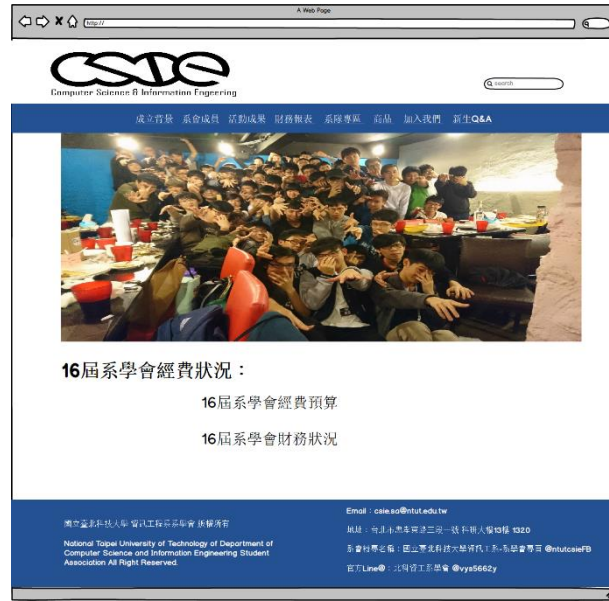 A Web Page
http://
CSIE
Computer Science & Information Engeering
search
成立背景 系會成員 活動成果 財務報表 系隊專區 商品 加入我們 新生Q&A
16屆系學會經費狀況：
16屆系學會經費預算
16屆系學會財務狀況
國立臺北科技大學 資訊工程系系學會 版權所有
National Taipei University of Technology of Department of
Computer Science and Information Engineering Student
Association All Right Reserved.
Email：csie.sa@ntut.edu.tw
地址：台北市忠孝東路三段一號 科研大樓13樓 1320
系會粉專名稱：國立臺北科技大學資訊工系-系學會專頁 @ntutcsieFB
官方Line@：北科資工系學會 @vys5662y